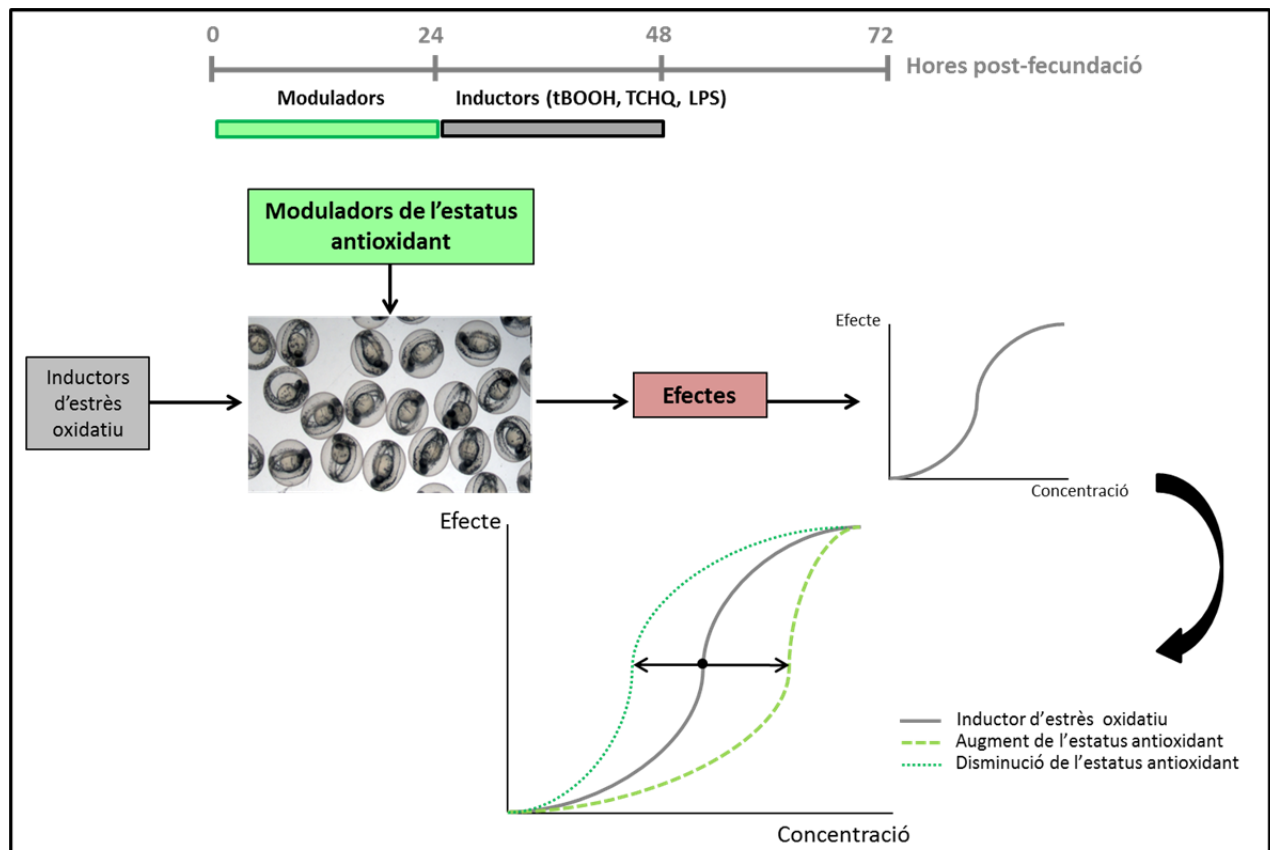 0 24 48 72
Hores post-fecundació
Moduladors Inductors (tBOOH, TCHQ, LPS)
Moduladors de l’estatus
antioxidant
Inductors
d’estrès
oxidatiu
Efectes
Efecte
Concentració
Efecte
Concentració
Inductor d’estrès oxidatiu
Augment de l’estatus antioxidant
Disminució de l’estatus antioxidant